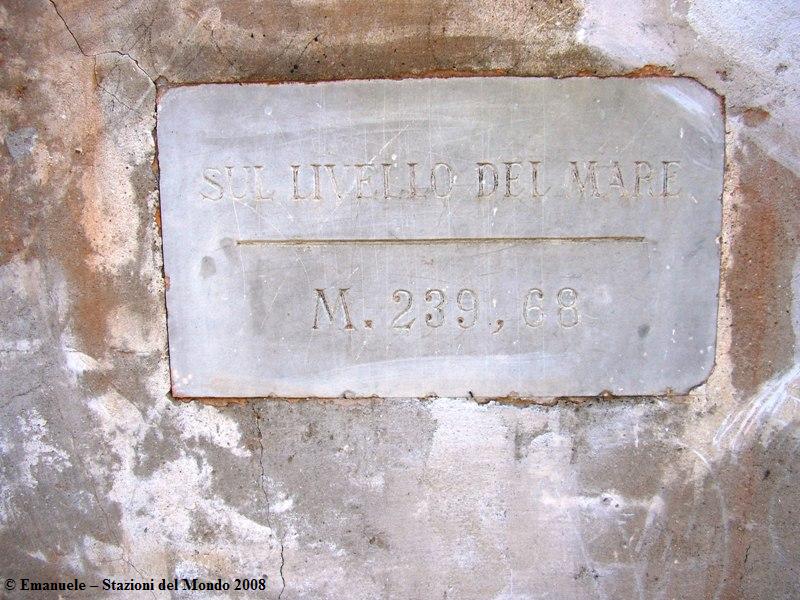 SUL LIVELLO DEL MARE
M. 239,68
© Emanuele – Stazioni del Mondo 2008